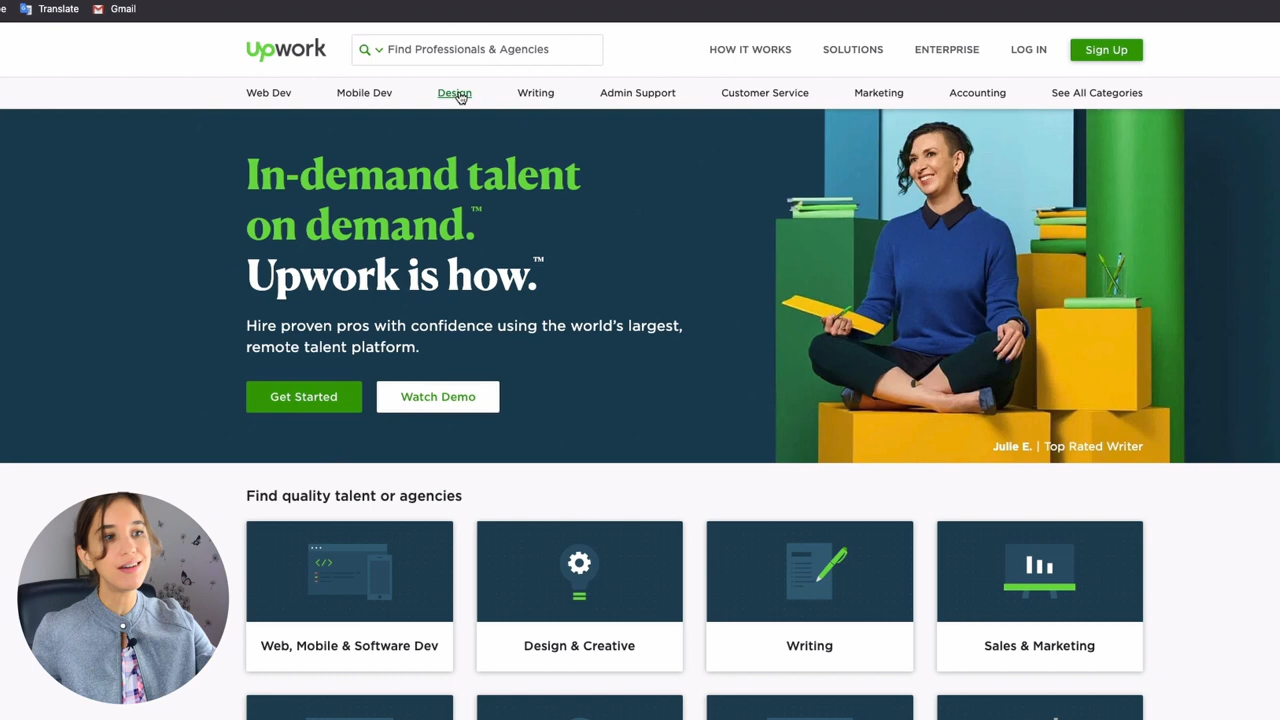 Translate
Gmail
upwork
Find Professionals & Agencies
HOW IT WORKS
SOLUTIONS
ENTERPRISE
LOG IN
Sign Up
Web Dev
Mobile Dev
Design
Writing
Admin Support
Customer Service
Marketing
Accounting
See All Categories
In-demand talent
on demand.™
Upwork is how.™
Hire proven pros with confidence using the world's largest,
remote talent platform.
Get Started
Watch Demo
Julie E. | Top Rated Writer
Find quality talent or agencies
</>
Web, Mobile & Software Dev
Design & Creative
Writing
Sales & Marketing